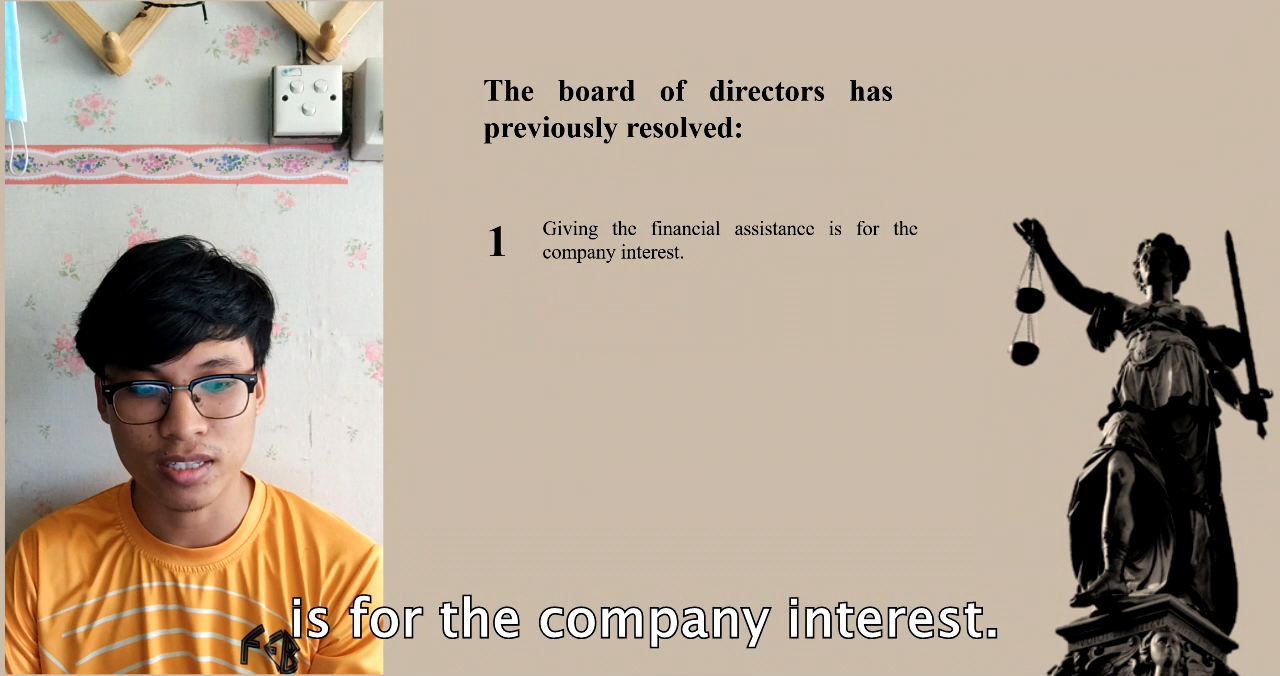 The board of directors has
previously resolved:
1
Giving the financial assistance is for the
company interest.
is for the company interest.
FEB